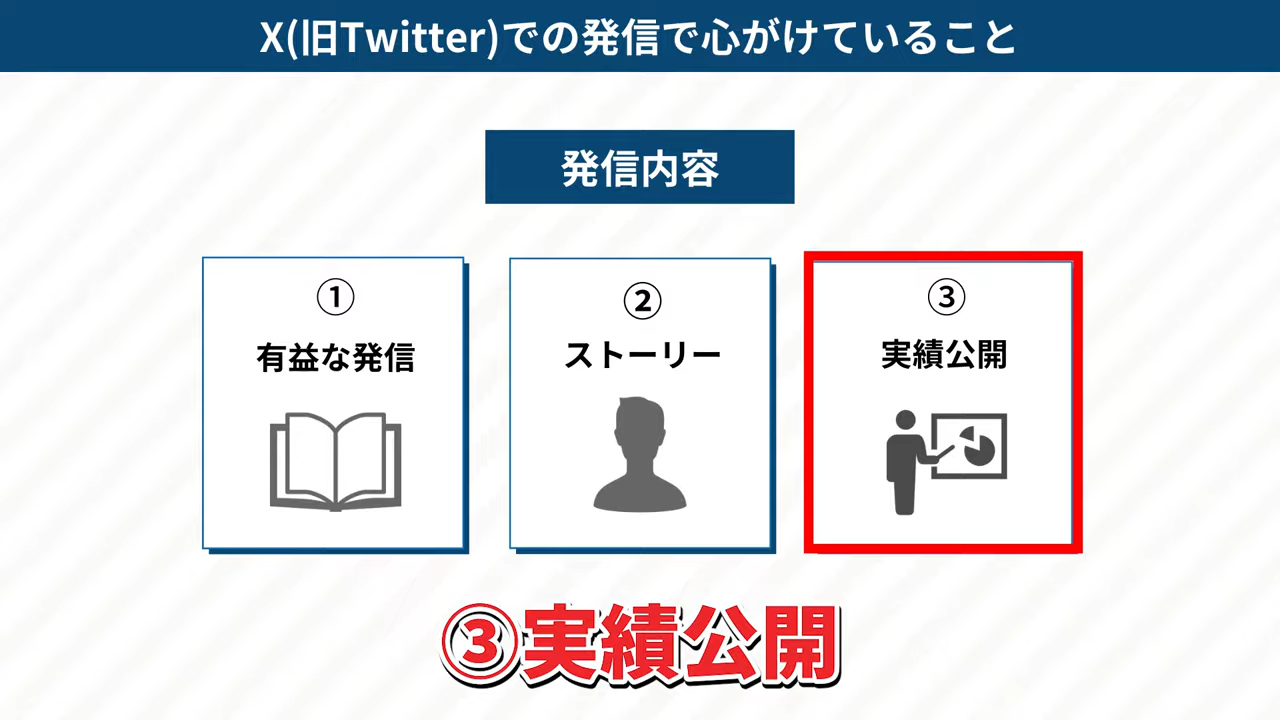 X(旧Twitter)での発信で心がけていること
発信内容
①
有益な発信
②
ストーリー
③
実績公開
③実績公開